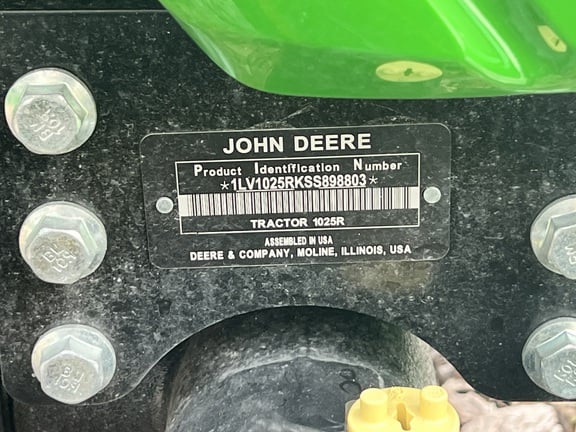 JOHN DEERE
Product Identification Number
*1LV1025RKSS898803*
TRACTOR 1025R
ASSEMBLED IN USA
DEERE & COMPANY, MOLINE, ILLINOIS, USA